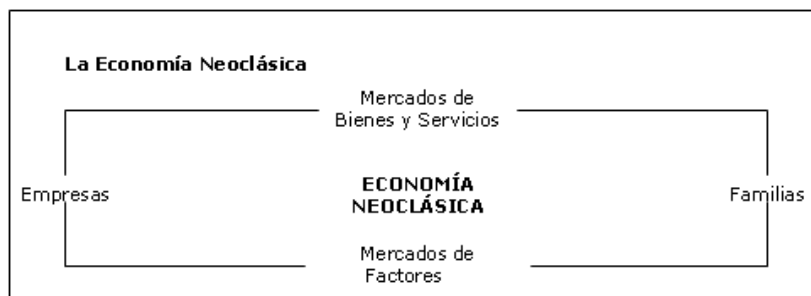 La Economía Neoclásica
Mercados de
Bienes y Servicios
Empresas
ECONOMÍA
NEOCLÁSICA
Familias
Mercados de
Factores